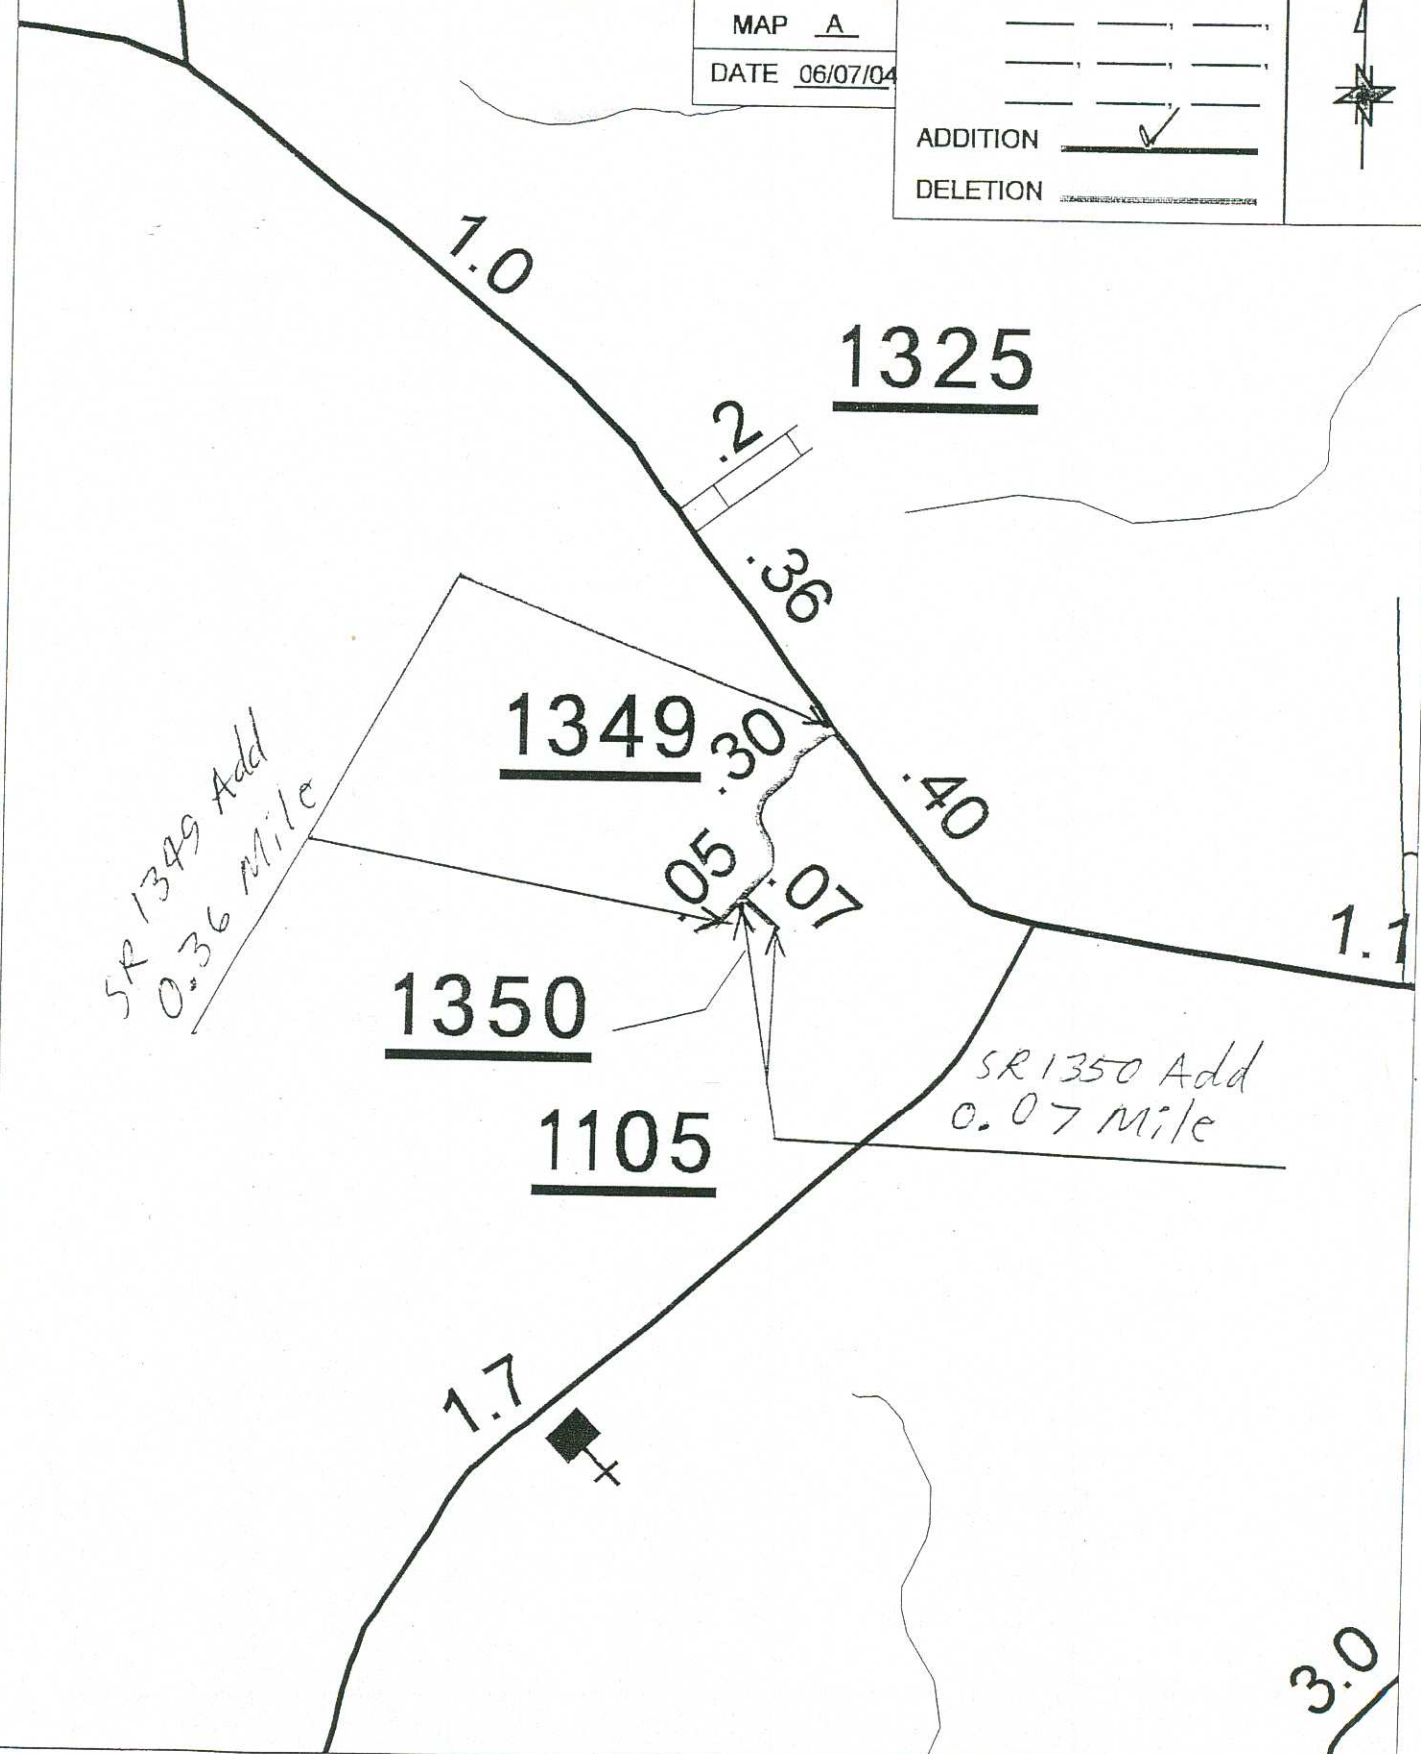 MAP A
DATE 06/07/04
ADDITION
DELETION
1.0
1325
.2
.36
1349
.30
.40
SR 1349 Add
0.36 Mile
.05
.07
1.1
1350
SR 1350 Add
0.07 Mile
1105
1.7
3.0